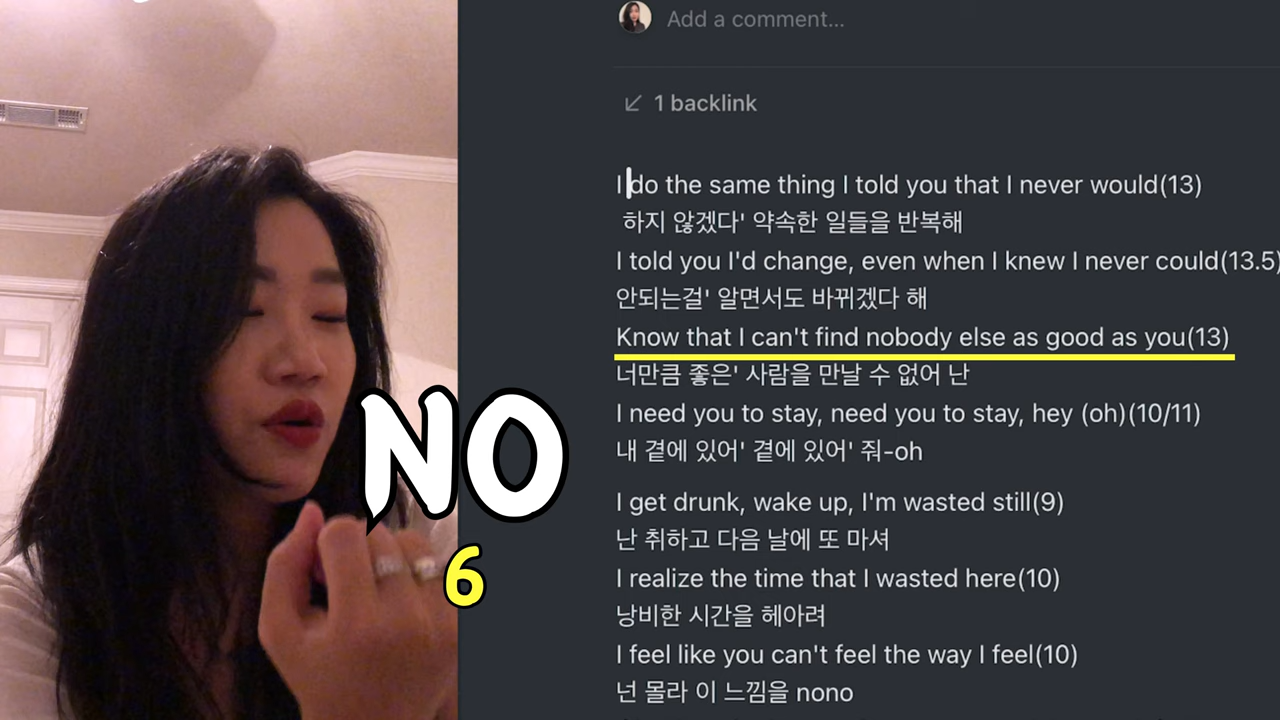 Add a comment...
1 backlink
I do the same thing I told you that I never would(13)
하지 않겠다' 약속한 일들을 반복해
I told you I'd change, even when I knew I never could(13.5)
안되는걸' 알면서도 바뀌겠다 해
Know that I can't find nobody else as good as you(13)
너만큼 좋은' 사람을 만날 수 없어 난
I need you to stay, need you to stay, hey (oh)(10/11)
내 곁에 있어' 곁에 있어' 줘-oh
I get drunk, wake up, I'm wasted still(9)
난 취하고 다음 날에 또 마셔
I realize the time that I wasted here(10)
낭비한 시간을 헤아려
I feel like you can't feel the way I feel(10)
넌 몰라 이 느낌을 nono
NO
6